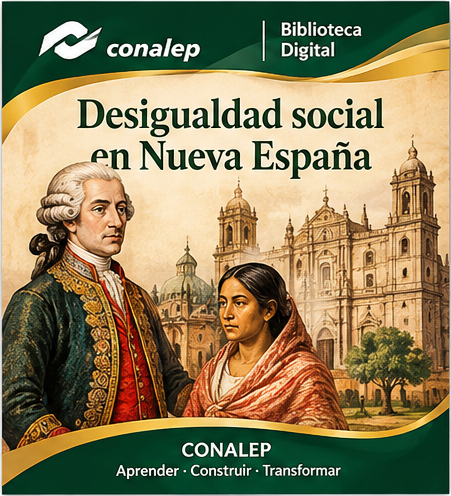 conalep
Biblioteca
Digital
Desigualdad social
en Nueva España
CONALEP
Aprender · Construir · Transformar